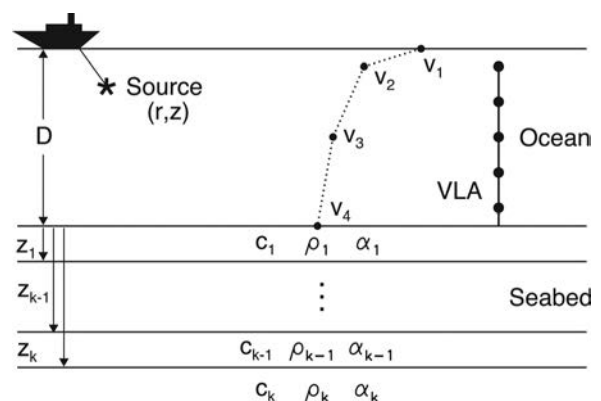 Source
(r,z)
D
v₁
v₂
v₃
v₄
VLA
Ocean
z₁
c₁ ρ₁ α₁
zₖ₋₁
⋮
Seabed
zₖ
cₖ₋₁ ρₖ₋₁ αₖ₋₁
cₖ ρₖ αₖ